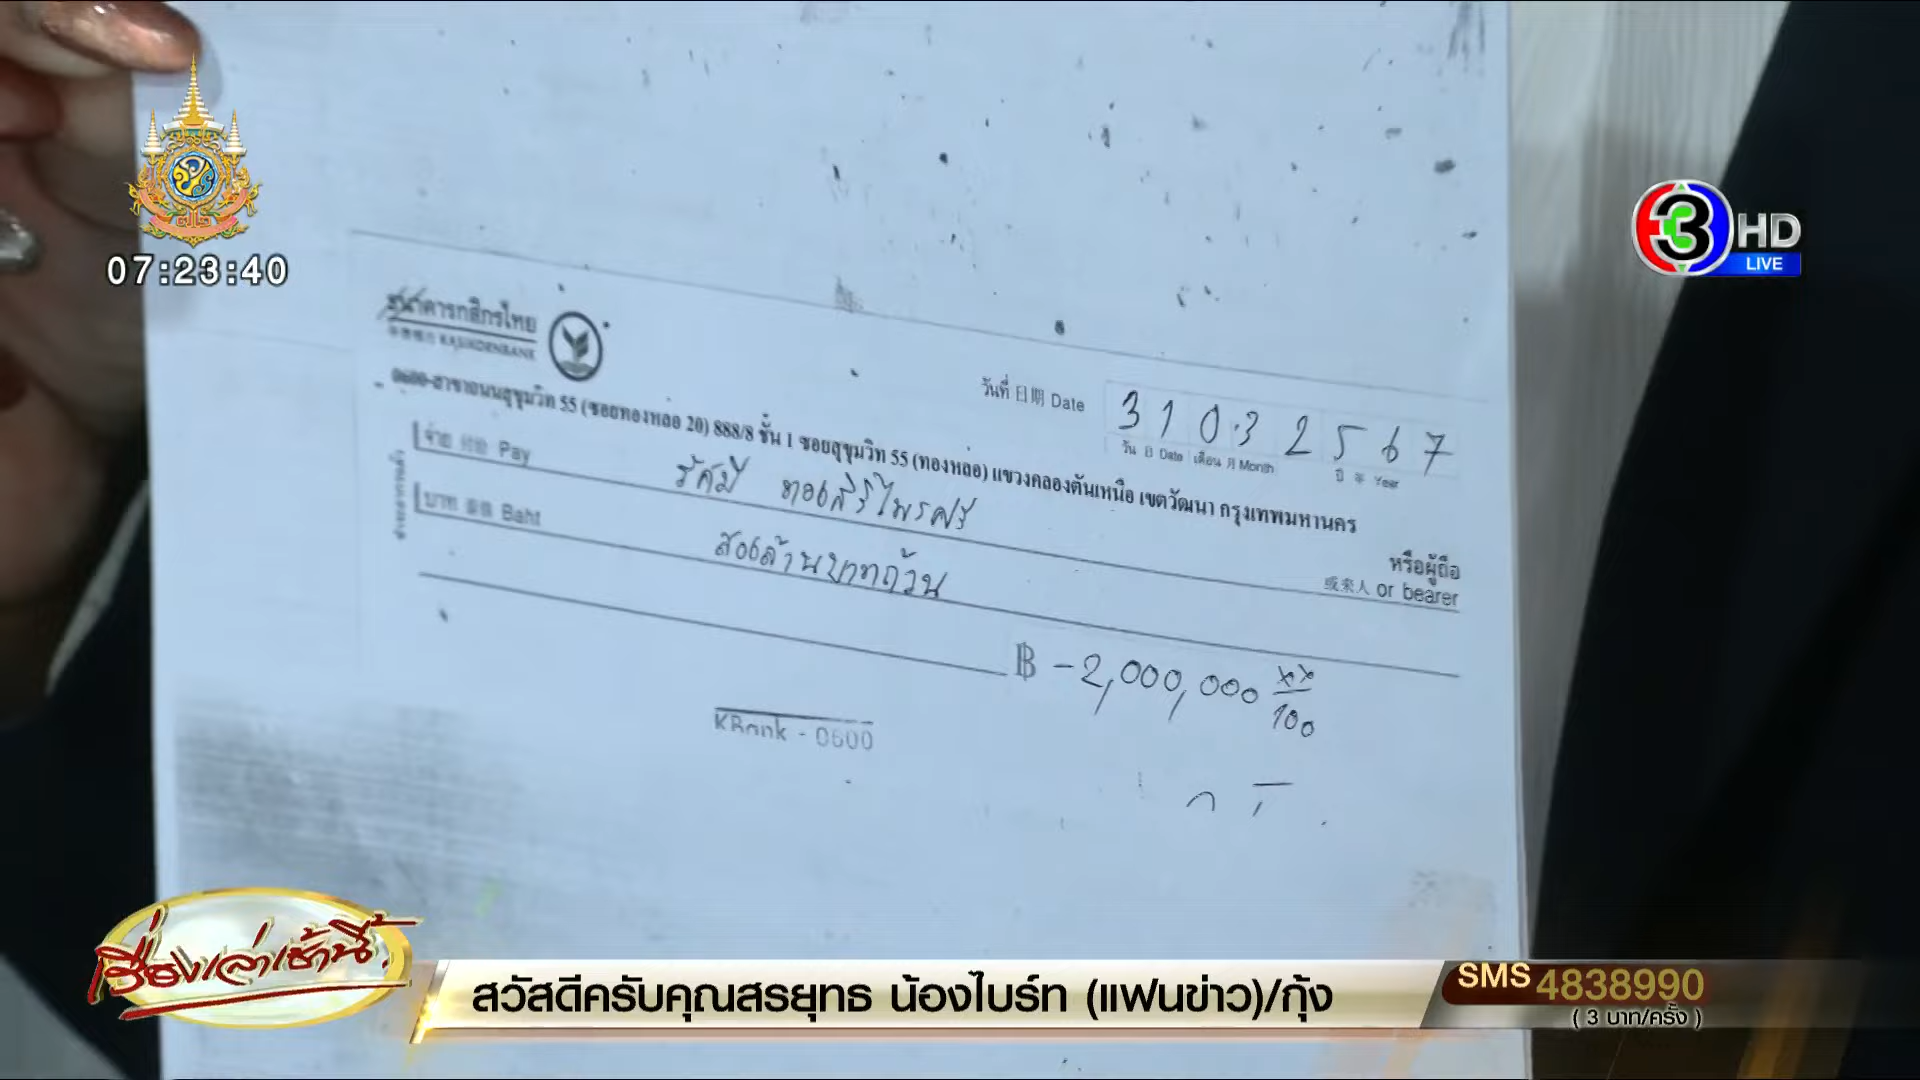 07:23:40
3 HD
LIVE
ธนาคารกสิกรไทย
KASIKORNBANK
0600-สาขาถนนสุขุมวิท 55 (ซอยทองหล่อ 20) 888/8 ชั้น 1 ซอยสุขุมวิท 55 (ทองหล่อ) แขวงคลองตันเหนือ เขตวัฒนา กรุงเทพมหานคร
วันที่ 日期 Date 31 03 2567
วัน 日 Date เดือน 月 Month ปี 年 Year
จ่าย Pay รัศมี ทองสิริไพรศรี
หรือผู้ถือ
或来人 or bearer
บาท Baht สองล้านบาทถ้วน
฿ -2,000,000 xx/100
KBank - 0600
เรื่องเล่าเช้านี้
สวัสดีครับคุณสรยุทธ น้องไบร์ท (แฟนข่าว)/กุ้ง
SMS 4838990
( 3 บาท/ครั้ง )